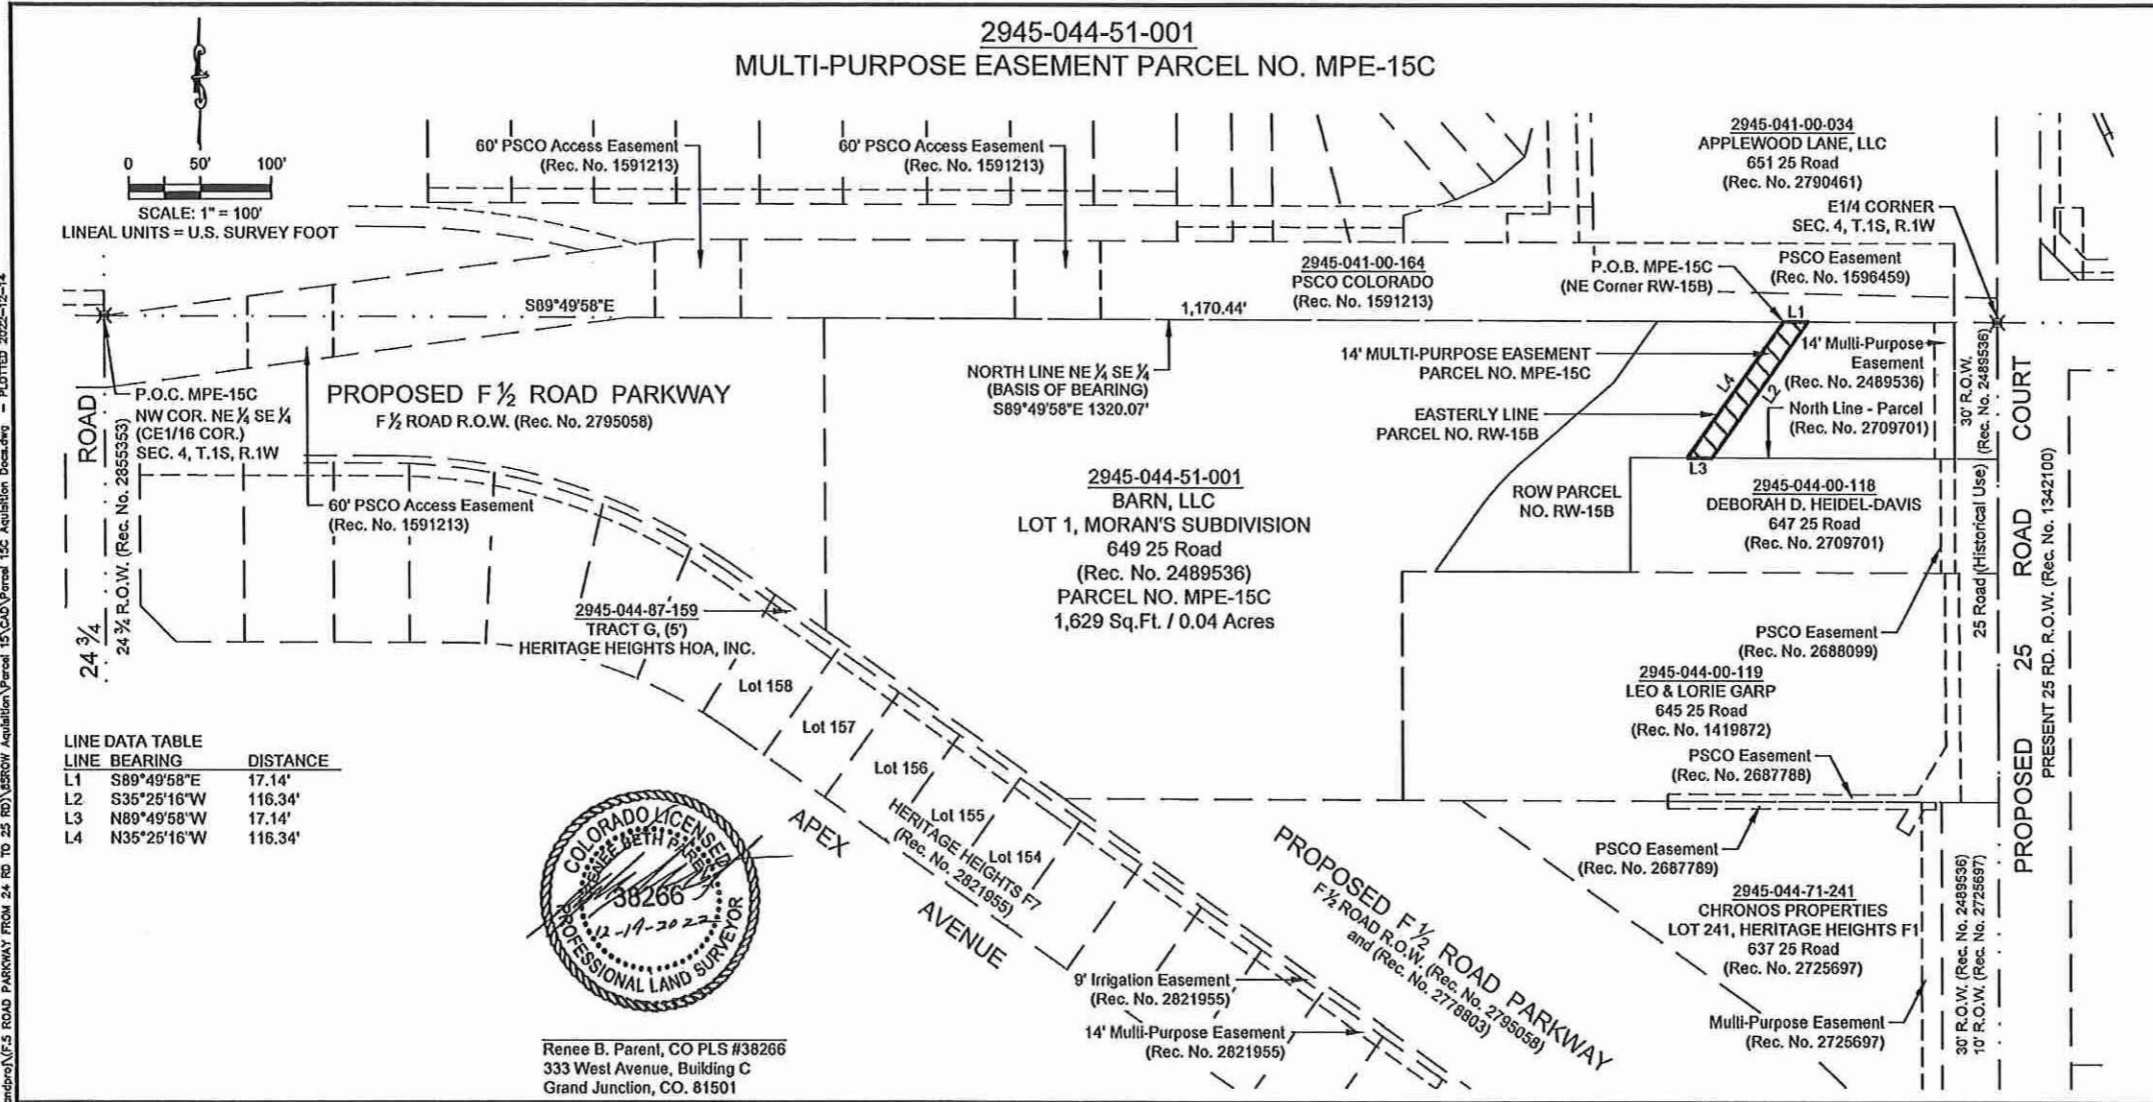 2945-044-51-001
MULTI-PURPOSE EASEMENT PARCEL NO. MPE-15C
0 50' 100'
SCALE: 1" = 100'
LINEAL UNITS = U.S. SURVEY FOOT
60' PSCO Access Easement
(Rec. No. 1591213)
60' PSCO Access Easement
(Rec. No. 1591213)
2945-041-00-034
APPLEWOOD LANE, LLC
651 25 Road
(Rec. No. 2790461)
E1/4 CORNER
SEC. 4, T.1S, R.1W
2945-041-00-164
PSCO COLORADO
(Rec. No. 1591213)
P.O.B. MPE-15C
(NE Corner RW-15B)
PSCO Easement
(Rec. No. 1596459)
S89°49'58"E
1,170.44'
L1
L4
L2
L3
P.O.C. MPE-15C
NW COR. NE ¼ SE ¼
(CE1/16 COR.)
SEC. 4, T.1S, R.1W
24 ¾ ROAD
24 ¾ R.O.W. (Rec. No. 2855353)
PROPOSED F ½ ROAD PARKWAY
F ½ ROAD R.O.W. (Rec. No. 2795058)
60' PSCO Access Easement
(Rec. No. 1591213)
NORTH LINE NE ¼ SE ¼
(BASIS OF BEARING)
S89°49'58"E 1320.07'
14' MULTI-PURPOSE EASEMENT
PARCEL NO. MPE-15C
EASTERLY LINE
PARCEL NO. RW-15B
14' Multi-Purpose
Easement
(Rec. No. 2489536)
North Line - Parcel
(Rec. No. 2709701)
30' R.O.W.
(Rec. No. 2489536)
25 Road (Historical Use)
PROPOSED 25 ROAD COURT
PRESENT 25 RD. R.O.W. (Rec. No. 1342100)
2945-044-51-001
BARN, LLC
LOT 1, MORAN'S SUBDIVISION
649 25 Road
(Rec. No. 2489536)
PARCEL NO. MPE-15C
1,629 Sq.Ft. / 0.04 Acres
ROW PARCEL
NO. RW-15B
2945-044-00-118
DEBORAH D. HEIDEL-DAVIS
647 25 Road
(Rec. No. 2709701)
2945-044-87-159
TRACT G, (5')
HERITAGE HEIGHTS HOA, INC.
Lot 158
Lot 157
Lot 156
Lot 155
Lot 154
HERITAGE HEIGHTS F7
(Rec. No. 2821955)
APEX
AVENUE
PSCO Easement
(Rec. No. 2688099)
2945-044-00-119
LEO & LORIE GARP
645 25 Road
(Rec. No. 1419872)
PSCO Easement
(Rec. No. 2687788)
PSCO Easement
(Rec. No. 2687789)
2945-044-71-241
CHRONOS PROPERTIES
LOT 241, HERITAGE HEIGHTS F1
637 25 Road
(Rec. No. 2725697)
Multi-Purpose Easement
(Rec. No. 2725697)
30' R.O.W. (Rec. No. 2489536)
10' R.O.W. (Rec. No. 2725697)
PROPOSED F ½ ROAD PARKWAY
F ½ ROAD R.O.W. (Rec. No. 2795058)
and (Rec. No. 2778803)
9' Irrigation Easement
(Rec. No. 2821955)
14' Multi-Purpose Easement
(Rec. No. 2821955)
LINE DATA TABLE
LINE BEARING DISTANCE
L1 S89°49'58"E 17.14'
L2 S35°25'16"W 116.34'
L3 N89°49'58"W 17.14'
L4 N35°25'16"W 116.34'
COLORADO LICENSED
RENEE BETH PARENT
38266
12-19-2022
PROFESSIONAL LAND SURVEYOR
Renee B. Parent, CO PLS #38266
333 West Avenue, Building C
Grand Junction, CO. 81501